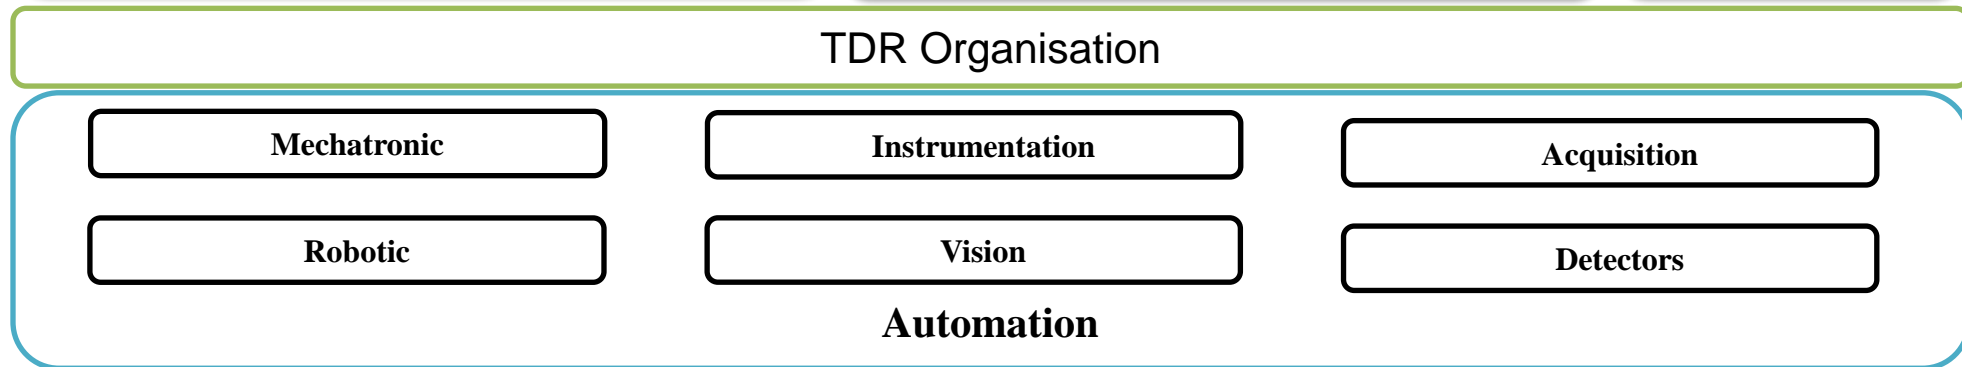 TDR Organisation
Mechatronic
Instrumentation
Acquisition
Robotic
Vision
Detectors
Automation